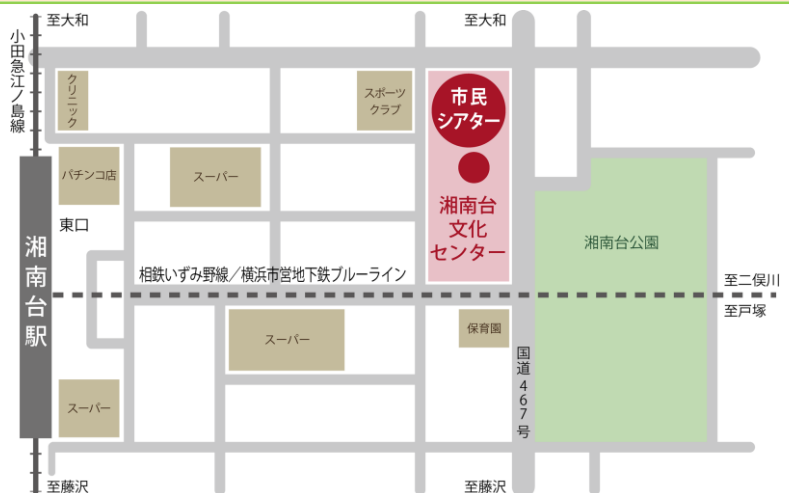 至大和
至大和
小田急江ノ島線
クリニック
スポーツ
クラブ
市民
シアター
パチンコ店
スーパー
湘南台
文化
センター
東口
湘南台公園
湘南台駅
相鉄いずみ野線／横浜市営地下鉄ブルーライン
至二俣川
至戸塚
スーパー
保育園
国道467号
スーパー
至藤沢
至藤沢